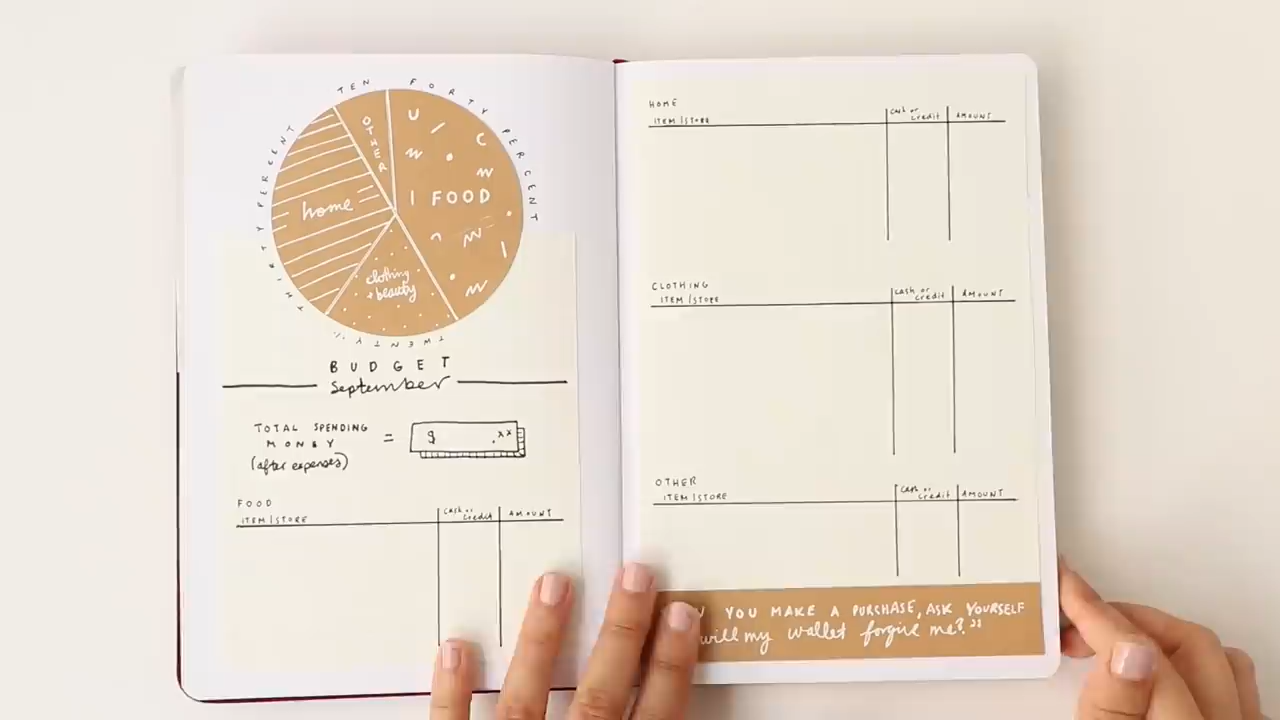 TEN FORTY PERCENT
THIRTY PERCENT
OTHER
FOOD
home
clothing
+ beauty
TWENTY %
BUDGET
September
TOTAL SPENDING
MONEY = $ .xx
(after expenses)
FOOD
ITEM/STORE cash or credit AMOUNT
HOME
ITEM/STORE cash or credit AMOUNT
CLOTHING
ITEM/STORE cash or credit AMOUNT
OTHER
ITEM/STORE cash or credit AMOUNT
YOU MAKE A PURCHASE, ASK YOURSELF
will my wallet forgive me?"